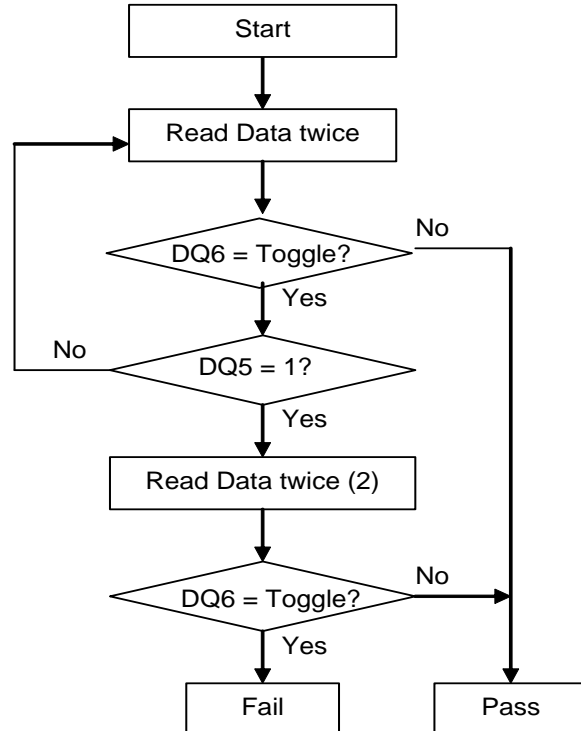 Start
Read Data twice
DQ6 = Toggle?
No
Yes
DQ5 = 1?
No
Yes
Read Data twice (2)
DQ6 = Toggle?
No
Yes
Fail
Pass